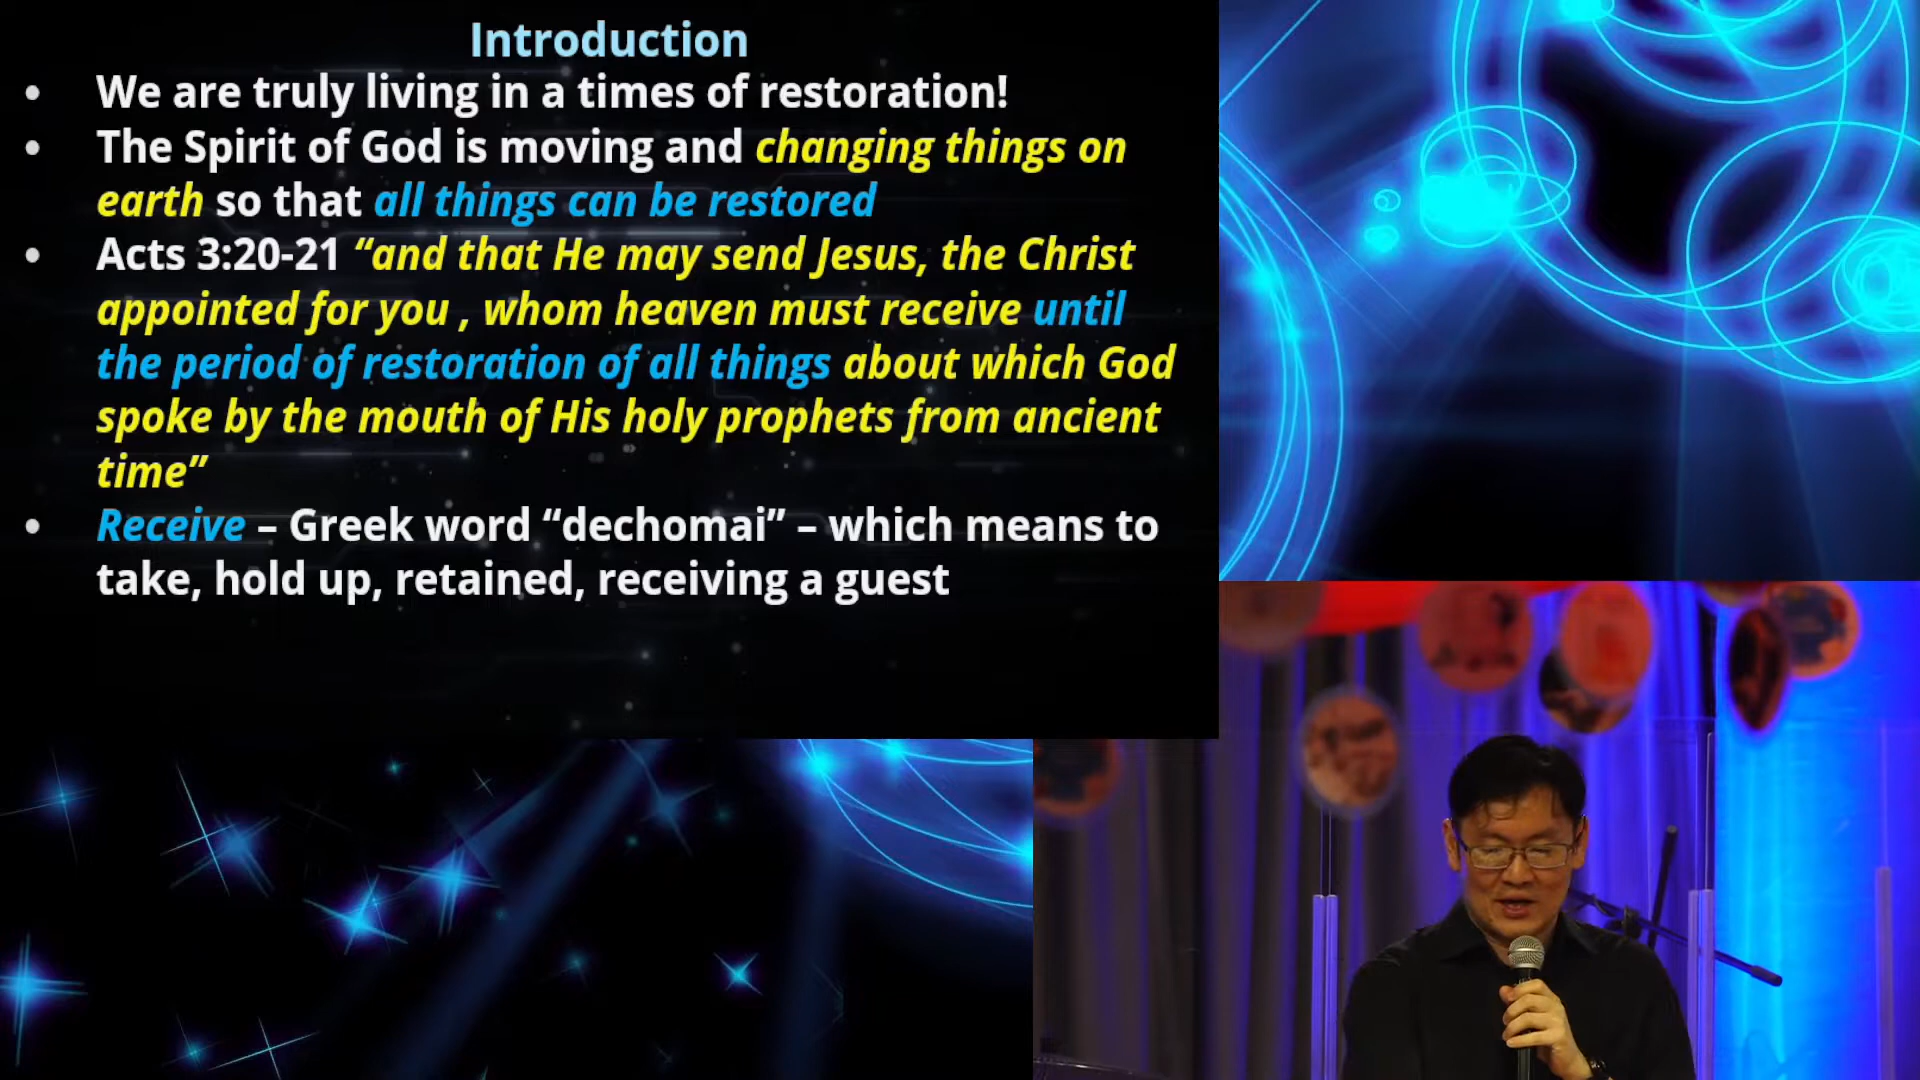 Introduction
• We are truly living in a times of restoration!
• The Spirit of God is moving and changing things on
earth so that all things can be restored
• Acts 3:20-21 “and that He may send Jesus, the Christ
appointed for you , whom heaven must receive until
the period of restoration of all things about which God
spoke by the mouth of His holy prophets from ancient
time”
• Receive – Greek word “dechomai” – which means to
take, hold up, retained, receiving a guest